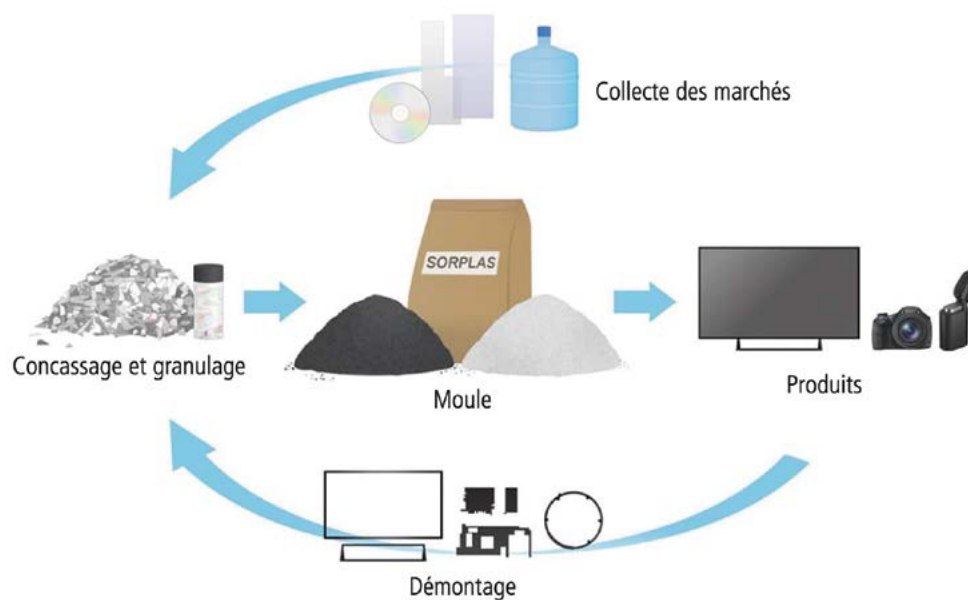 Collecte des marchés
SORPLAS
Concassage et granulage
Moule
Produits
Démontage